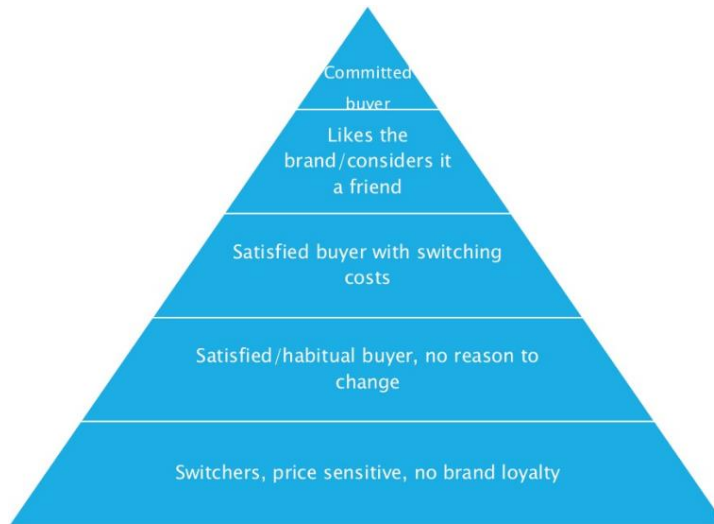 Committed
buyer
Likes the
brand/considers it
a friend
Satisfied buyer with switching
costs
Satisfied/habitual buyer, no reason to
change
Switchers, price sensitive, no brand loyalty